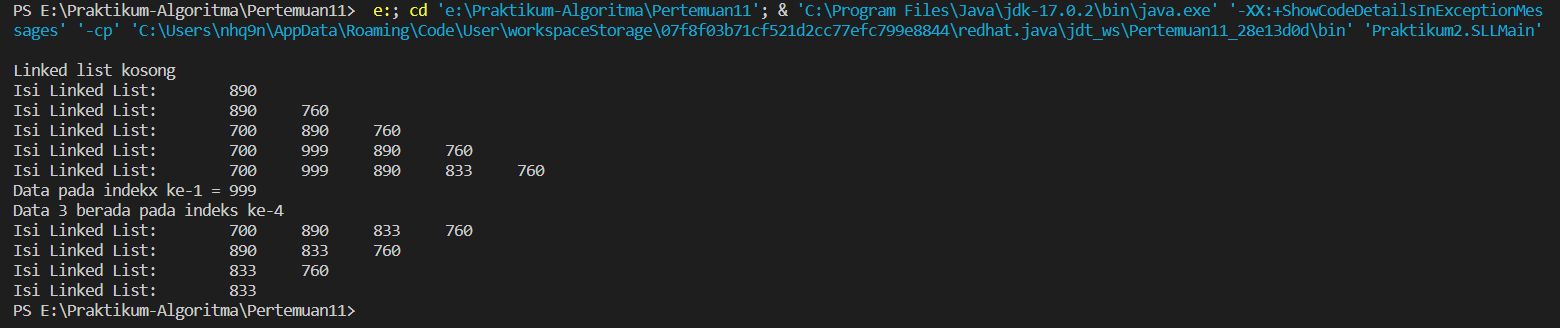 PS E:\Praktikum-Algoritma\Pertemuan11>  e:; cd 'e:\Praktikum-Algoritma\Pertemuan11'; & 'C:\Program Files\Java\jdk-17.0.2\bin\java.exe' '-XX:+ShowCodeDetailsInExceptionMes
sages' '-cp' 'C:\Users\nhq9n\AppData\Roaming\Code\User\workspaceStorage\07f8f03b71cf521d2cc77efc799e8844\redhat.java\jdt_ws\Pertemuan11_28e13d0d\bin' 'Praktikum2.SLLMain'
Linked list kosong
Isi Linked List:        890
Isi Linked List:        890     760
Isi Linked List:        700     890     760
Isi Linked List:        700     999     890     760
Isi Linked List:        700     999     890     833     760
Data pada indekx ke-1 = 999
Data 3 berada pada indeks ke-4
Isi Linked List:        700     890     833     760
Isi Linked List:        890     833     760
Isi Linked List:        833     760
Isi Linked List:        833
PS E:\Praktikum-Algoritma\Pertemuan11>